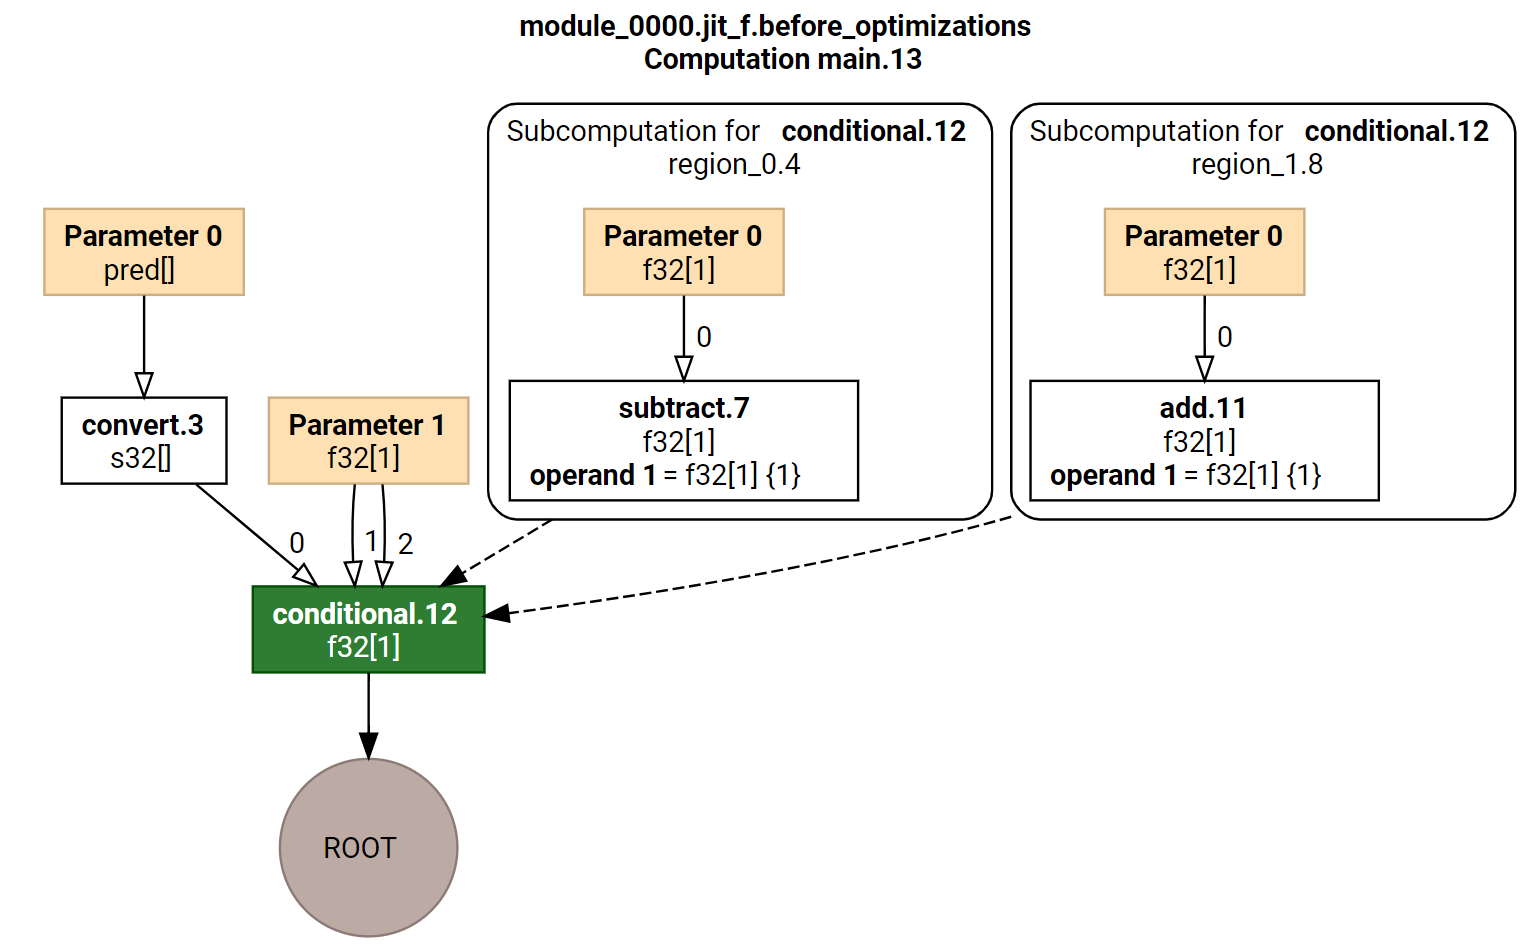 module_0000.jit_f.before_optimizations
Computation main.13
Subcomputation for conditional.12
region_0.4
Subcomputation for conditional.12
region_1.8
Parameter 0
pred[]
Parameter 0
f32[1]
Parameter 0
f32[1]
0
0
convert.3
s32[]
Parameter 1
f32[1]
subtract.7
f32[1]
operand 1 = f32[1] {1}
add.11
f32[1]
operand 1 = f32[1] {1}
0
1
2
conditional.12
f32[1]
ROOT